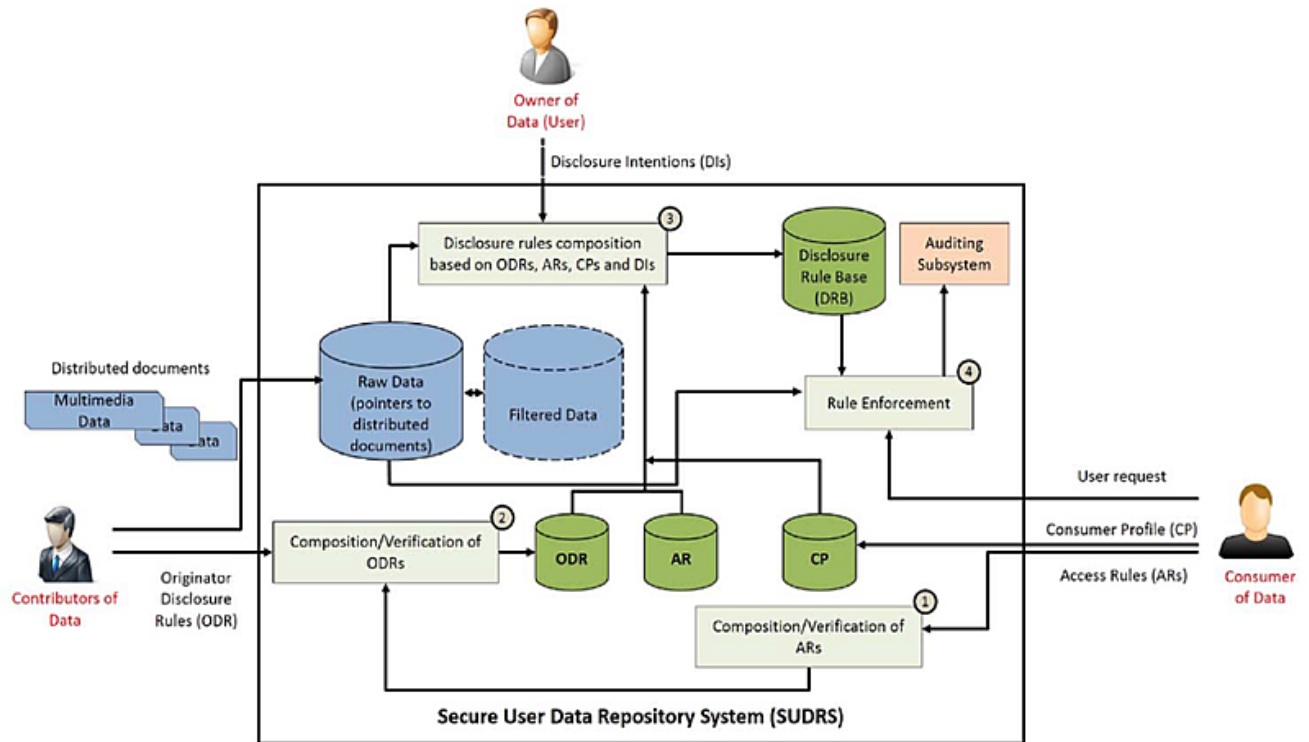 Owner of
Data (User)
Disclosure Intentions (DIs)
3
Disclosure rules composition
based on ODRs, ARs, CPs and DIs
Disclosure
Rule Base
(DRB)
Auditing
Subsystem
Distributed documents
Multimedia
Data
Data
Data
Raw Data
(pointers to
distributed
documents)
Filtered Data
4
Rule Enforcement
User request
2
Composition/Verification of
ODRs
ODR
AR
CP
Consumer Profile (CP)
Access Rules (ARs)
Consumer
of Data
Contributors of
Data
Originator
Disclosure
Rules (ODR)
1
Composition/Verification of
ARs
Secure User Data Repository System (SUDRS)